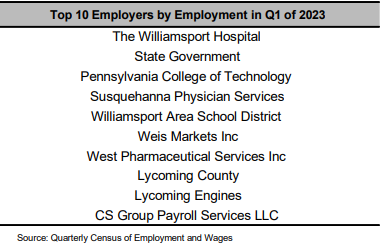 Top 10 Employers by Employment in Q1 of 2023
The Williamsport Hospital
State Government
Pennsylvania College of Technology
Susquehanna Physician Services
Williamsport Area School District
Weis Markets Inc
West Pharmaceutical Services Inc
Lycoming County
Lycoming Engines
CS Group Payroll Services LLC
Source: Quarterly Census of Employment and Wages